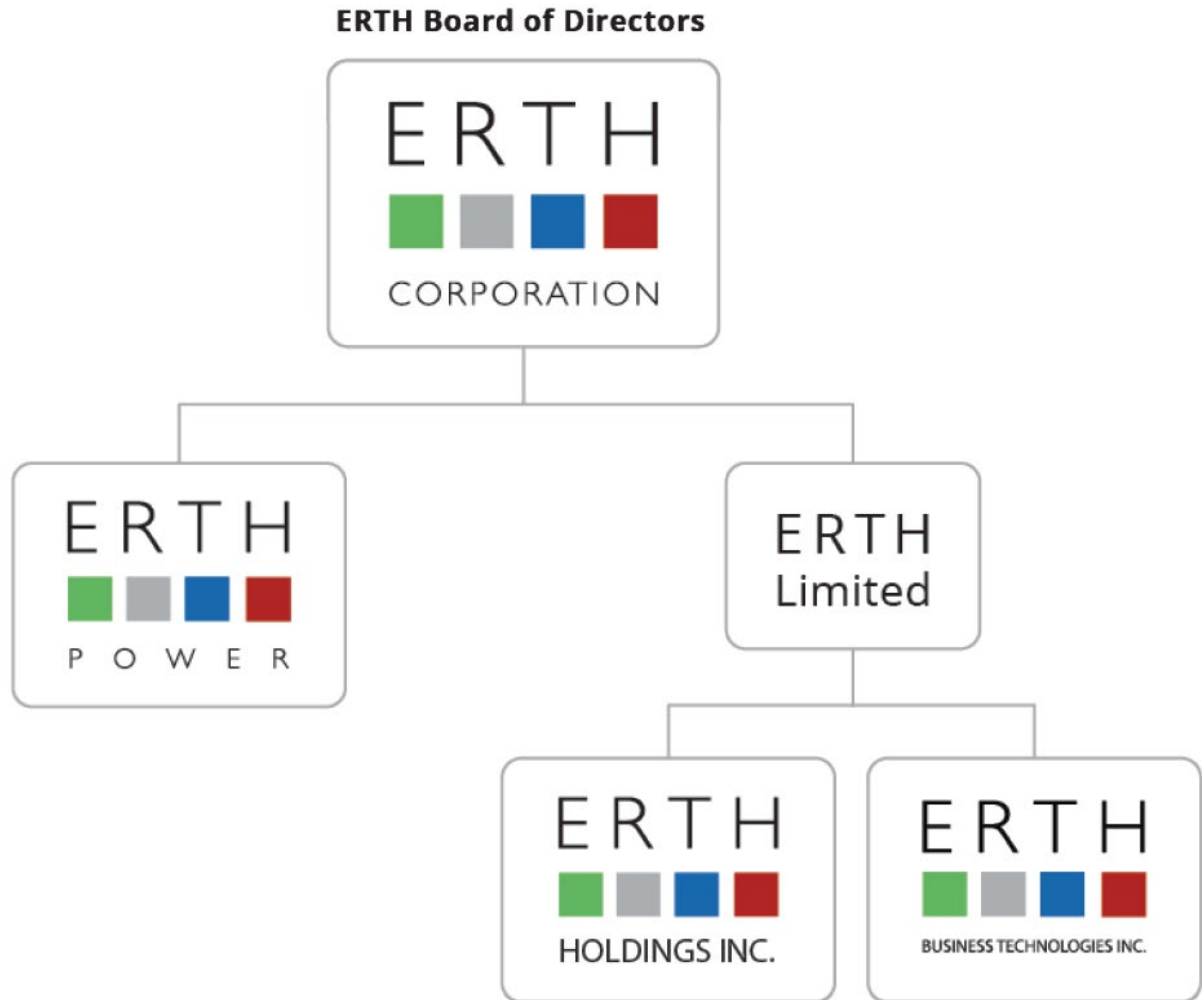 ERTH Board of Directors
ERTH
CORPORATION
ERTH
POWER
ERTH
Limited
ERTH
HOLDINGS INC.
ERTH
BUSINESS TECHNOLOGIES INC.